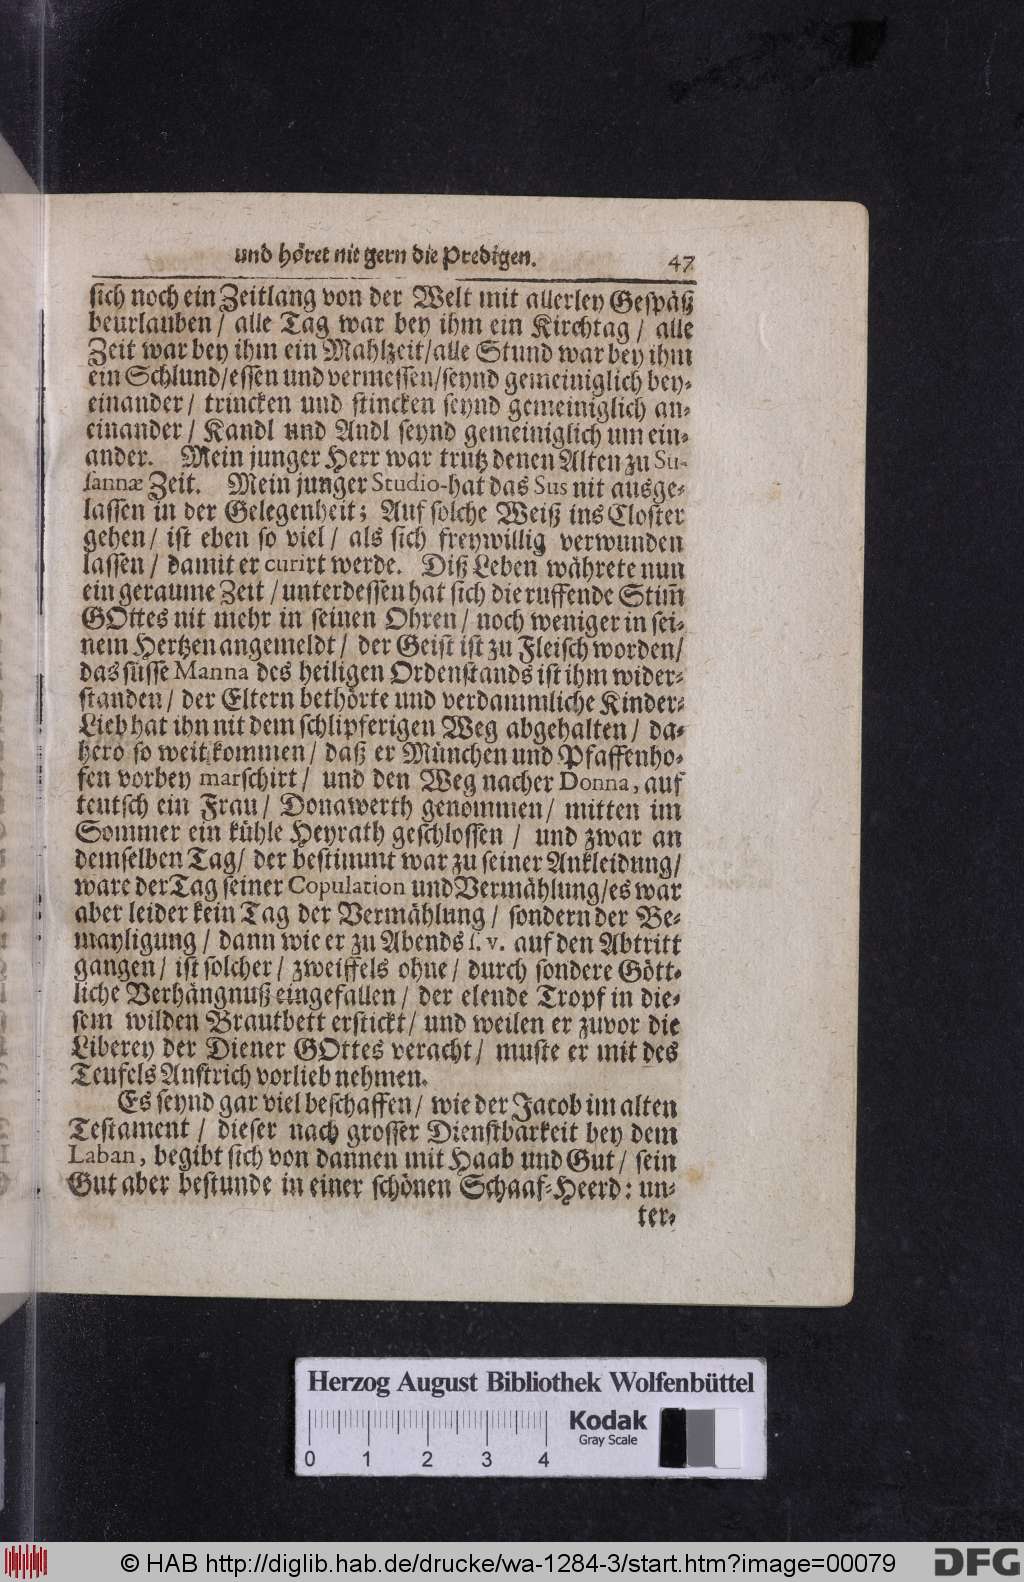 und höret nit gern die Predigen. 47
sich noch ein Zeitlang von der Welt mit allerley Gespäß
beurlauben / alle Tag war bey ihm ein Kirchtag / alle
Zeit war bey ihm ein Mahlzeit / alle Stund war bey ihm
ein Schlund / essen und vermessen / seynd gemeiniglich bey-
einander / trincken und stincken seynd gemeiniglich an-
einander / Kandl und Andl seynd gemeiniglich um ein-
ander. Mein junger Herr war trutz denen Alten zu Su-
sannæ Zeit. Mein junger Studio-hat das Sus nit ausge-
lassen in der Gelegenheit; Auf solche Weiß ins Closter
gehen / ist eben so viel / als sich freywillig verwunden
lassen / damit er curirt werde. Diß Leben währete nun
ein geraume Zeit / unterdessen hat sich die ruffende Stim̃
GOttes nit mehr in seinen Ohren / noch weniger in sei-
nem Hertzen angemeldt / der Geist ist zu Fleisch worden /
das süsse Manna des heiligen Ordenstands ist ihm wider-
standen / der Eltern bethörte und verdammliche Kinder-
Lieb hat ihn nit dem schlipferigen Weg abgehalten / da-
hero so weit kommen / daß er München und Pfaffenho-
fen vorbey marschirt / und den Weg nacher Donna, auf
teutsch ein Frau / Donawerth genommen / mitten im
Sommer ein kühle Heyrath geschlossen / und zwar an
demselben Tag / der bestimmt war zu seiner Ankleidung /
ware der Tag seiner Copulation und Vermählung / es war
aber leider kein Tag der Vermählung / sondern der Be-
mayligung / dann wie er zu Abends s. v. auf den Abtritt
gangen / ist solcher / zweiffels ohne / durch sondere Gött-
liche Verhängnuß eingefallen / der elende Tropf in die-
sem wilden Brautbett erstickt / und weilen er zuvor die
Liberey der Diener GOttes veracht / muste er mit des
Teufels Anstrich vorlieb nehmen.
Es seynd gar viel beschaffen / wie der Jacob im alten
Testament / dieser nach grosser Dienstbarkeit bey dem
Laban, begibt sich von dannen mit Haab und Gut / sein
Gut aber bestunde in einer schönen Schaaf-Heerd: un-
ter-
Herzog August Bibliothek Wolfenbüttel
Kodak
Gray Scale
0 1 2 3 4
© HAB http://diglib.hab.de/drucke/wa-1284-3/start.htm?image=00079
DFG